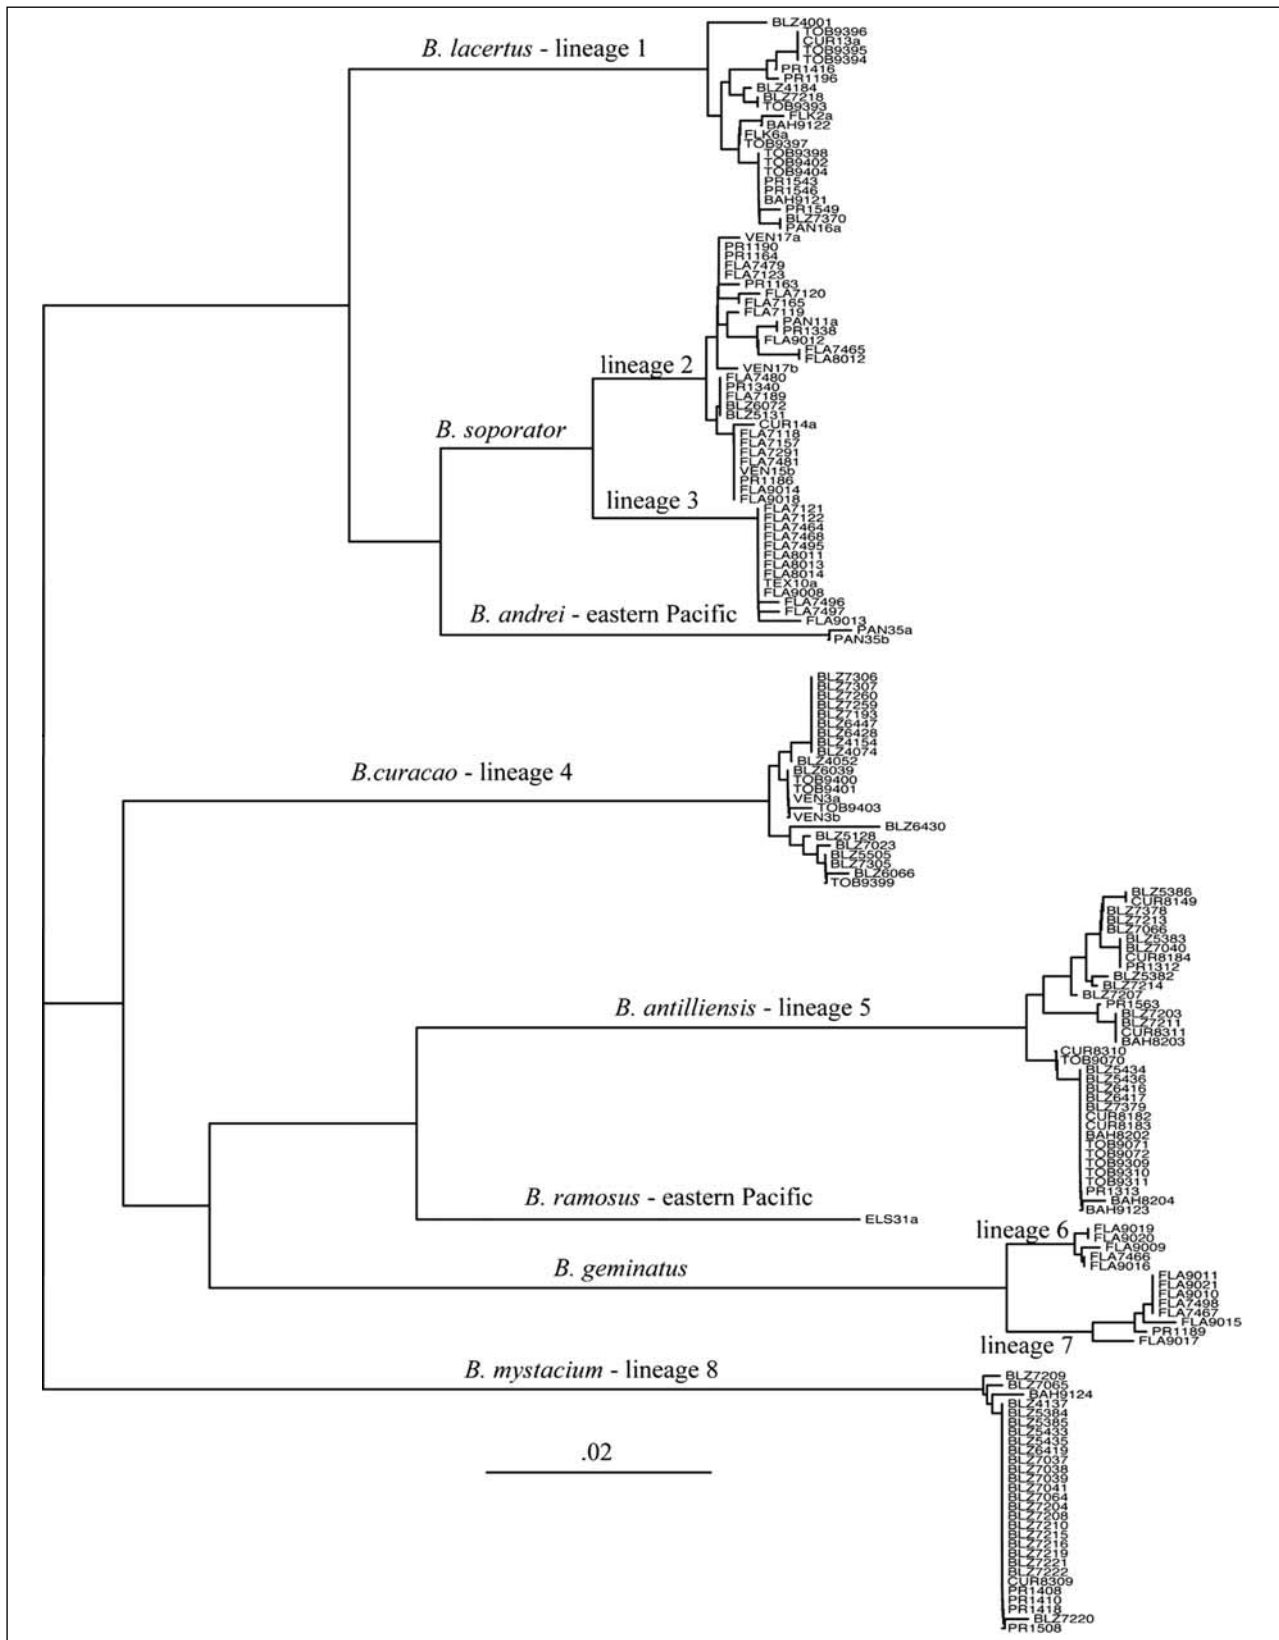 BLZ4001
TOB9396
CUR13a
B. lacertus - lineage 1
TOB9395
TOB9394
PR1416
PR1196
BLZ4184
BLZ7218
TOB9393
FLK2a
BAH9122
FLK6a
TOB9397
TOB9398
TOB9402
TOB9404
PR1543
PR1546
BAH9121
PR1549
BLZ7370
PAN16a
VEN17a
PR1190
PR1164
FLA7479
FLA7123
PR1163
FLA7120
FLA7165
FLA7119
PAN11a
PR1338
FLA9012
FLA7465
FLA8012
lineage 2
VEN17b
FLA7480
PR1340
FLA7189
BLZ6072
BLZ5131
CUR14a
B. soporator
FLA7118
FLA7157
FLA7291
FLA7481
VEN15b
PR1186
FLA9014
FLA9018
lineage 3
FLA7121
FLA7122
FLA7464
FLA7468
FLA7495
FLA8011
FLA8013
FLA8014
TEX10a
FLA9008
FLA7496
FLA7497
B. andrei - eastern Pacific
FLA9013
PAN35a
PAN35b
BLZ7306
BLZ7307
BLZ7260
BLZ7259
BLZ7193
BLZ6447
BLZ6428
BLZ4154
BLZ4074
BLZ4052
BLZ6039
B.curacao - lineage 4
TOB9400
TOB9401
VEN3a
TOB9403
VEN3b
BLZ6430
BLZ5128
BLZ7023
BLZ5505
BLZ7305
BLZ6066
TOB9399
BLZ5386
CUR8149
BLZ7378
BLZ7213
BLZ7066
BLZ5383
BLZ7040
CUR8184
PR1312
BLZ5382
BLZ7214
BLZ7207
PR1563
B. antilliensis - lineage 5
BLZ7203
BLZ7211
CUR8311
BAH8203
CUR8310
TOB9070
BLZ5434
BLZ5436
BLZ6416
BLZ6417
BLZ7379
CUR8182
CUR8183
BAH8202
TOB9071
TOB9072
TOB9309
TOB9310
TOB9311
PR1313
BAH8204
B. ramosus - eastern Pacific
BAH9123
ELS31a
lineage 6
FLA9019
FLA9020
FLA9009
FLA7466
FLA9016
B. geminatus
FLA9011
FLA9021
FLA9010
FLA7498
FLA7467
FLA9015
PR1189
FLA9017
lineage 7
B. mystacium - lineage 8
BLZ7209
BLZ7065
BAH9124
BLZ4137
BLZ5384
BLZ5385
BLZ5433
BLZ5435
BLZ6419
.02
BLZ7037
BLZ7038
BLZ7039
BLZ7041
BLZ7064
BLZ7204
BLZ7208
BLZ7210
BLZ7215
BLZ7216
BLZ7219
BLZ7221
BLZ7222
CUR8309
PR1408
PR1410
PR1418
BLZ7220
PR1508